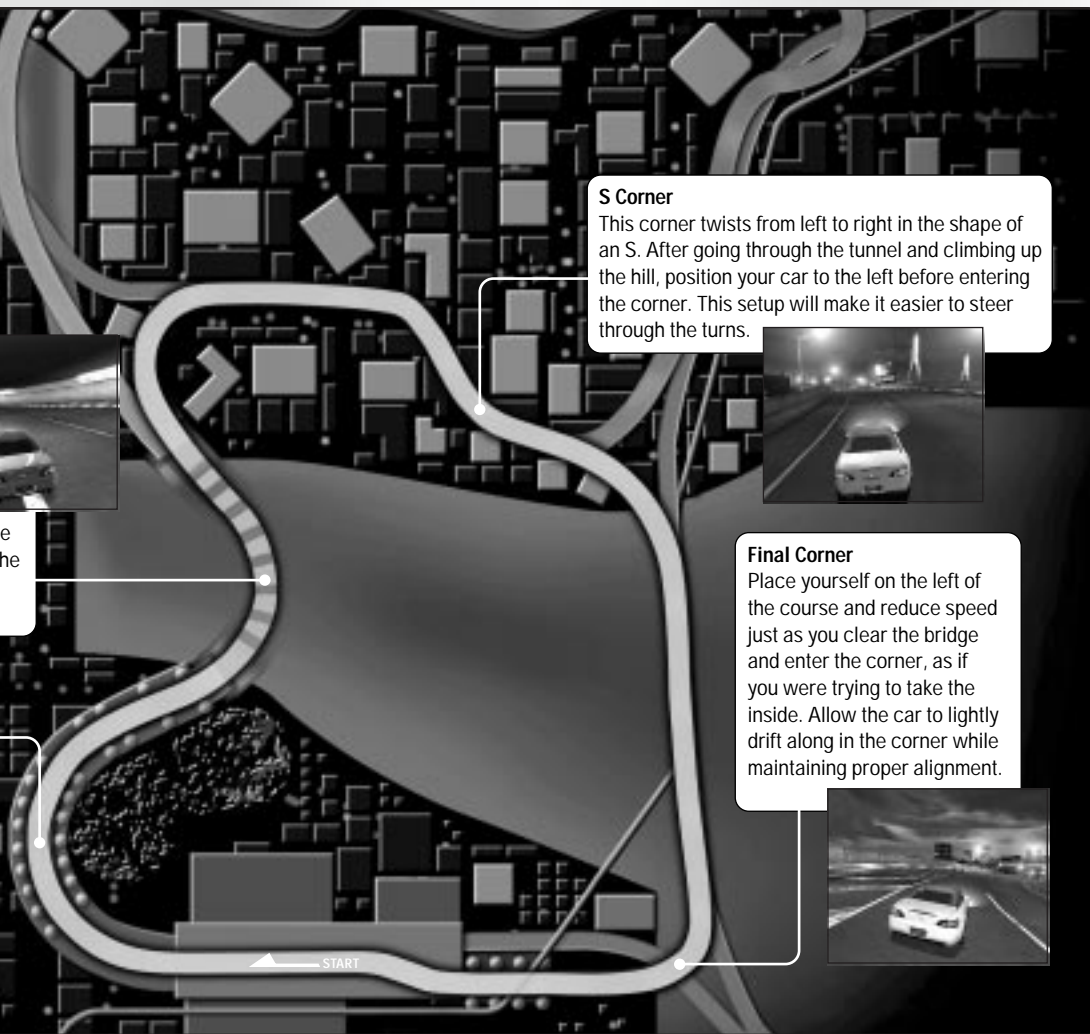 S Corner
This corner twists from left to right in the shape of
an S. After going through the tunnel and climbing up
the hill, position your car to the left before entering
the corner. This setup will make it easier to steer
through the turns.
e
he
Final Corner
Place yourself on the left of
the course and reduce speed
just as you clear the bridge
and enter the corner, as if
you were trying to take the
inside. Allow the car to lightly
drift along in the corner while
maintaining proper alignment.
START